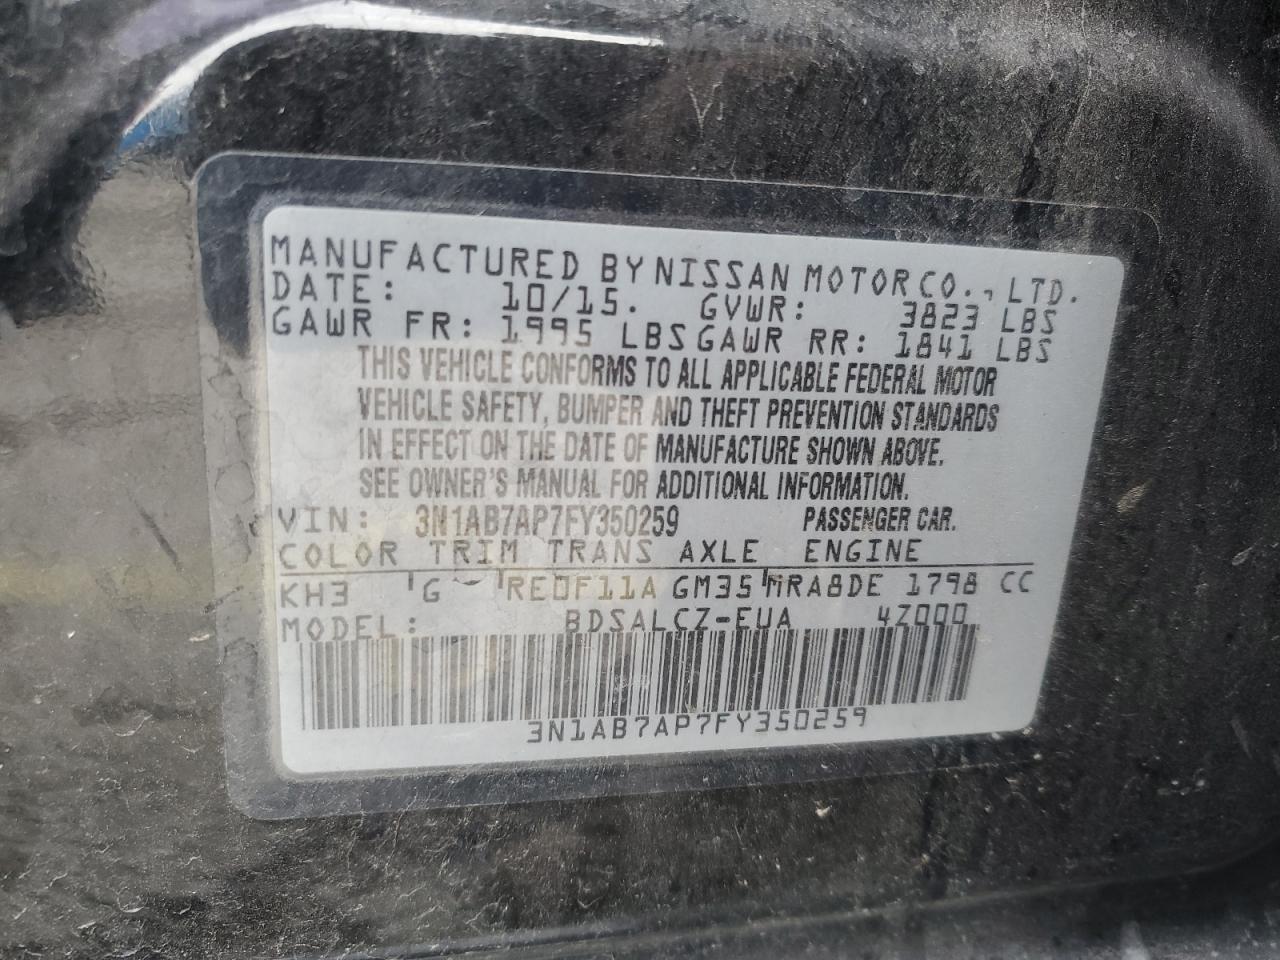 MANUFACTURED BY NISSAN MOTOR CO., LTD.
DATE: 10/15. GVWR: 3823 LBS
GAWR FR: 1995 LBS GAWR RR: 1841 LBS
THIS VEHICLE CONFORMS TO ALL APPLICABLE FEDERAL MOTOR
VEHICLE SAFETY, BUMPER AND THEFT PREVENTION STANDARDS
IN EFFECT ON THE DATE OF MANUFACTURE SHOWN ABOVE.
SEE OWNER'S MANUAL FOR ADDITIONAL INFORMATION.
VIN: 3N1AB7AP7FY350259 PASSENGER CAR.
COLOR TRIM TRANS AXLE ENGINE
KH3 G RE0F11A GM35 MRA8DE 1798 CC
MODEL: BDSALCZ-EUA 4Z000
3N1AB7AP7FY350259